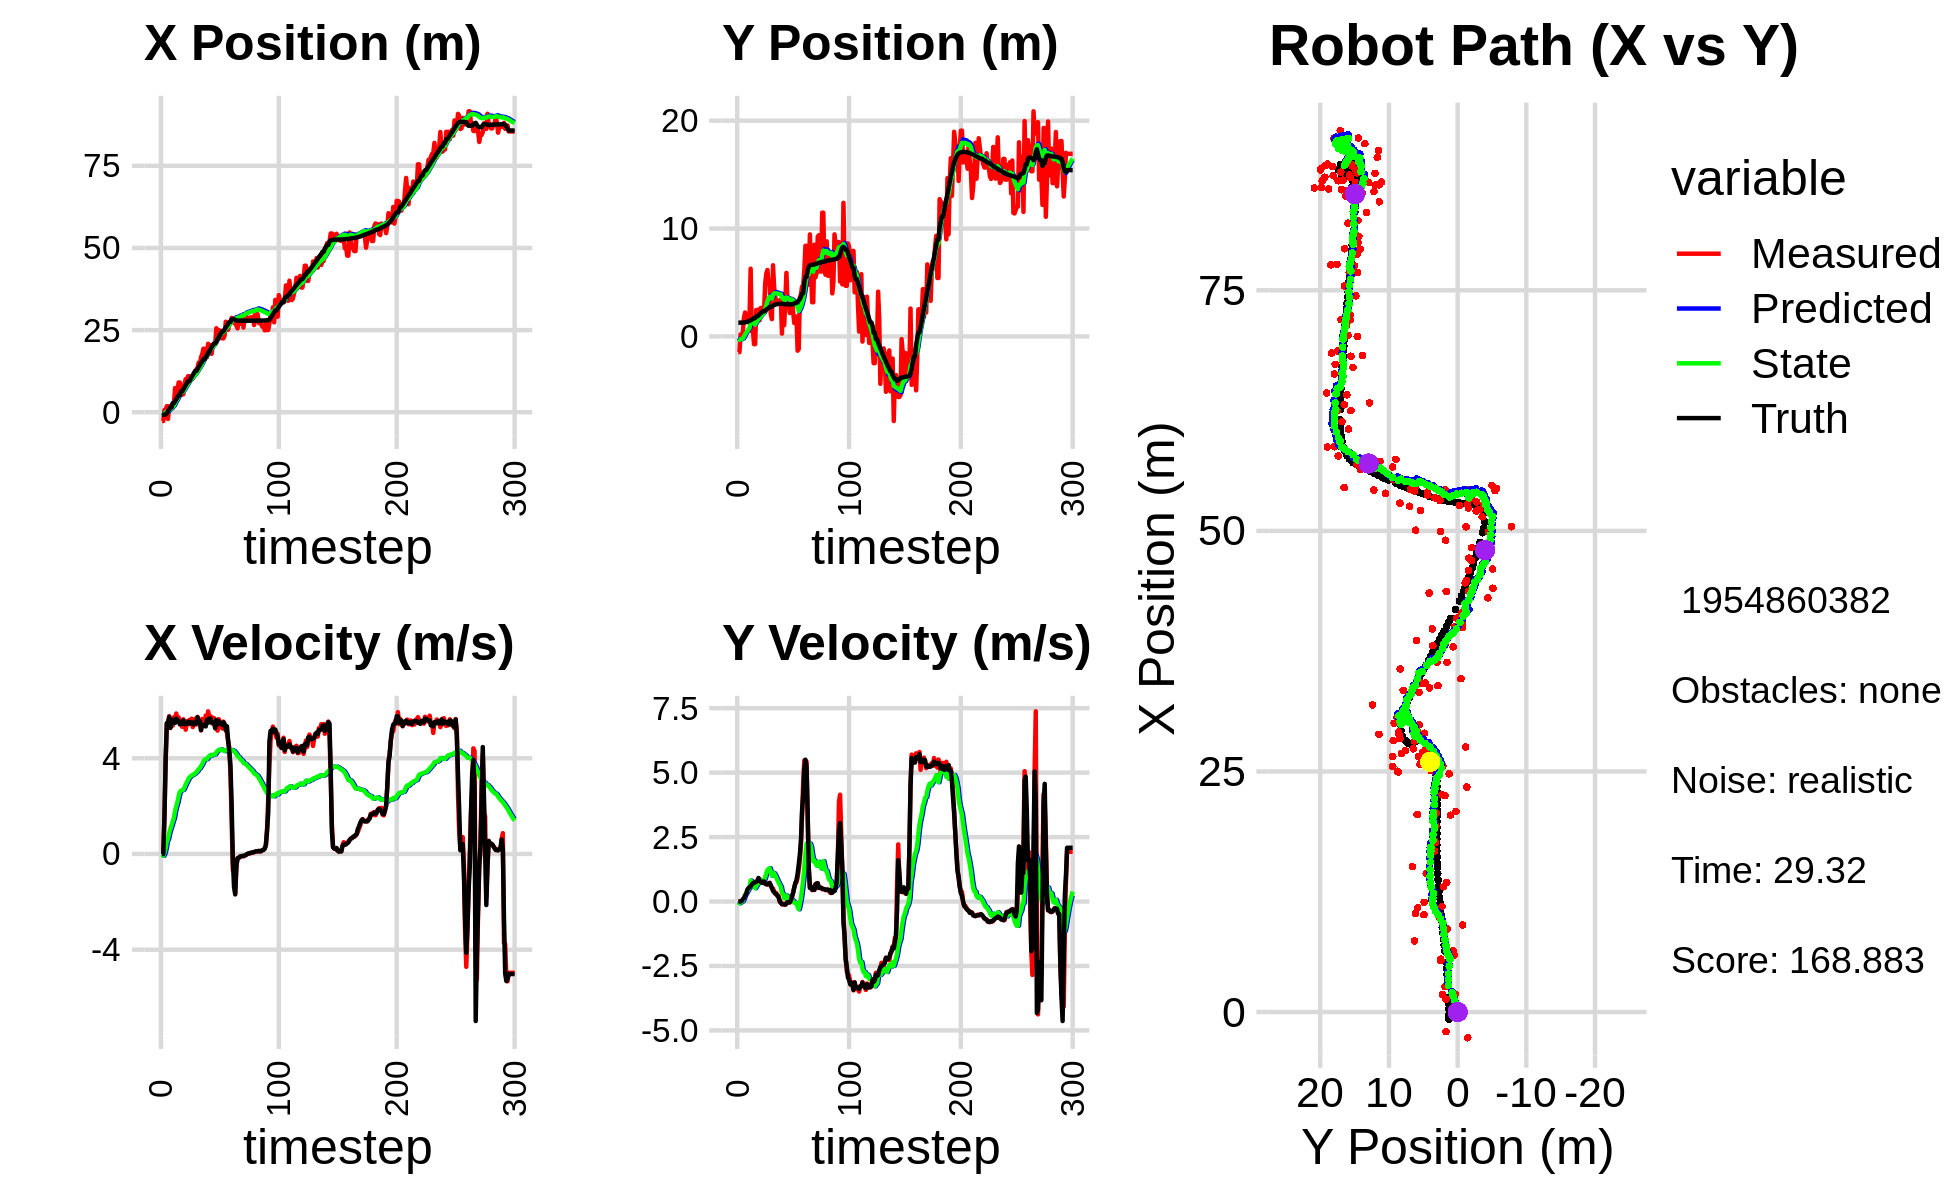 X Position (m)
75
50
25
0
0
100
200
300
timestep
Y Position (m)
20
10
0
0
100
200
300
timestep
X Velocity (m/s)
4
0
-4
0
100
200
300
timestep
Y Velocity (m/s)
7.5
5.0
2.5
0.0
-2.5
-5.0
0
100
200
300
timestep
Robot Path (X vs Y)
X Position (m)
75
50
25
0
20 10 0 -10 -20
Y Position (m)
variable
Measured
Predicted
State
Truth
1954860382
Obstacles: none
Noise: realistic
Time: 29.32
Score: 168.883